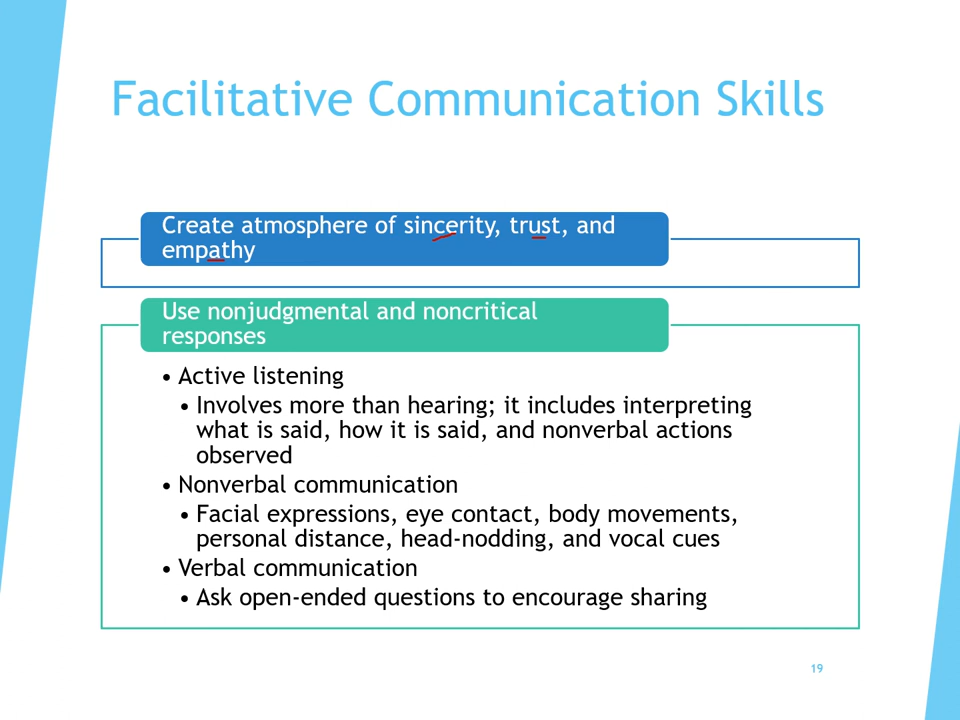 Facilitative Communication Skills
Create atmosphere of sincerity, trust, and
empathy
Use nonjudgmental and noncritical
responses
• Active listening
• Involves more than hearing; it includes interpreting
what is said, how it is said, and nonverbal actions
observed
• Nonverbal communication
• Facial expressions, eye contact, body movements,
personal distance, head-nodding, and vocal cues
• Verbal communication
• Ask open-ended questions to encourage sharing
19